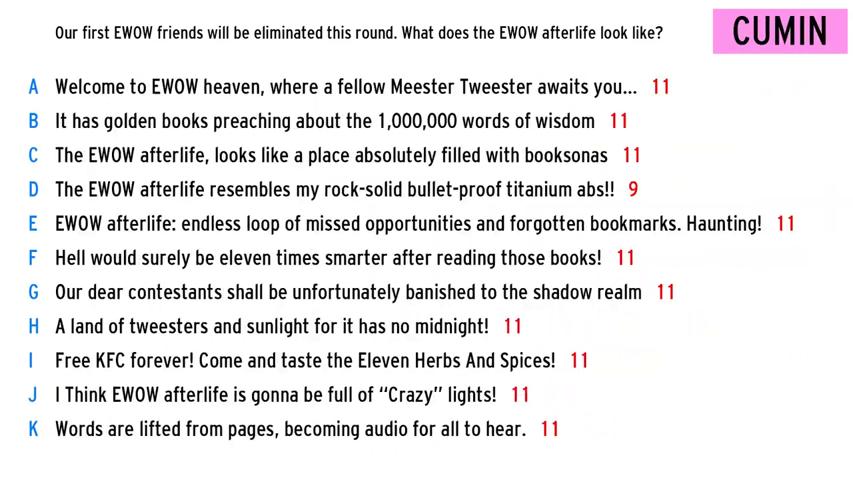 Our first EWOW friends will be eliminated this round. What does the EWOW afterlife look like?
CUMIN
A Welcome to EWOW heaven, where a fellow Meester Tweester awaits you... 11
B It has golden books preaching about the 1,000,000 words of wisdom 11
C The EWOW afterlife, looks like a place absolutely filled with booksonas 11
D The EWOW afterlife resembles my rock-solid bullet-proof titanium abs!! 9
E EWOW afterlife: endless loop of missed opportunities and forgotten bookmarks. Haunting! 11
F Hell would surely be eleven times smarter after reading those books! 11
G Our dear contestants shall be unfortunately banished to the shadow realm 11
H A land of tweesters and sunlight for it has no midnight! 11
I Free KFC forever! Come and taste the Eleven Herbs And Spices! 11
J I Think EWOW afterlife is gonna be full of “Crazy” lights! 11
K Words are lifted from pages, becoming audio for all to hear. 11